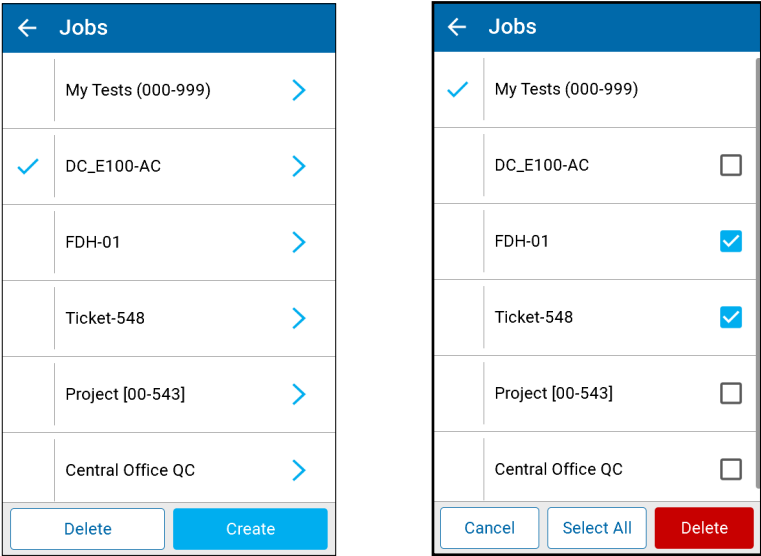 Jobs
My Tests (000-999)
DC_E100-AC
FDH-01
Ticket-548
Project [00-543]
Central Office QC
Delete
Create
Jobs
My Tests (000-999)
DC_E100-AC
FDH-01
Ticket-548
Project [00-543]
Central Office QC
Cancel
Select All
Delete